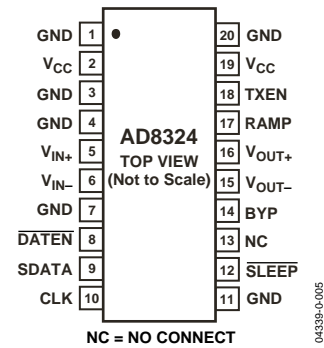 GND 1 20 GND
VCC 2 19 VCC
GND 3 18 TXEN
GND 4 17 RAMP
AD8324
VIN+ 5 16 VOUT+
TOP VIEW
VIN– 6 15 VOUT–
(Not to Scale)
GND 7 14 BYP
DATEN 8 13 NC
SDATA 9 12 SLEEP
CLK 10 11 GND
NC = NO CONNECT
04339-0-005